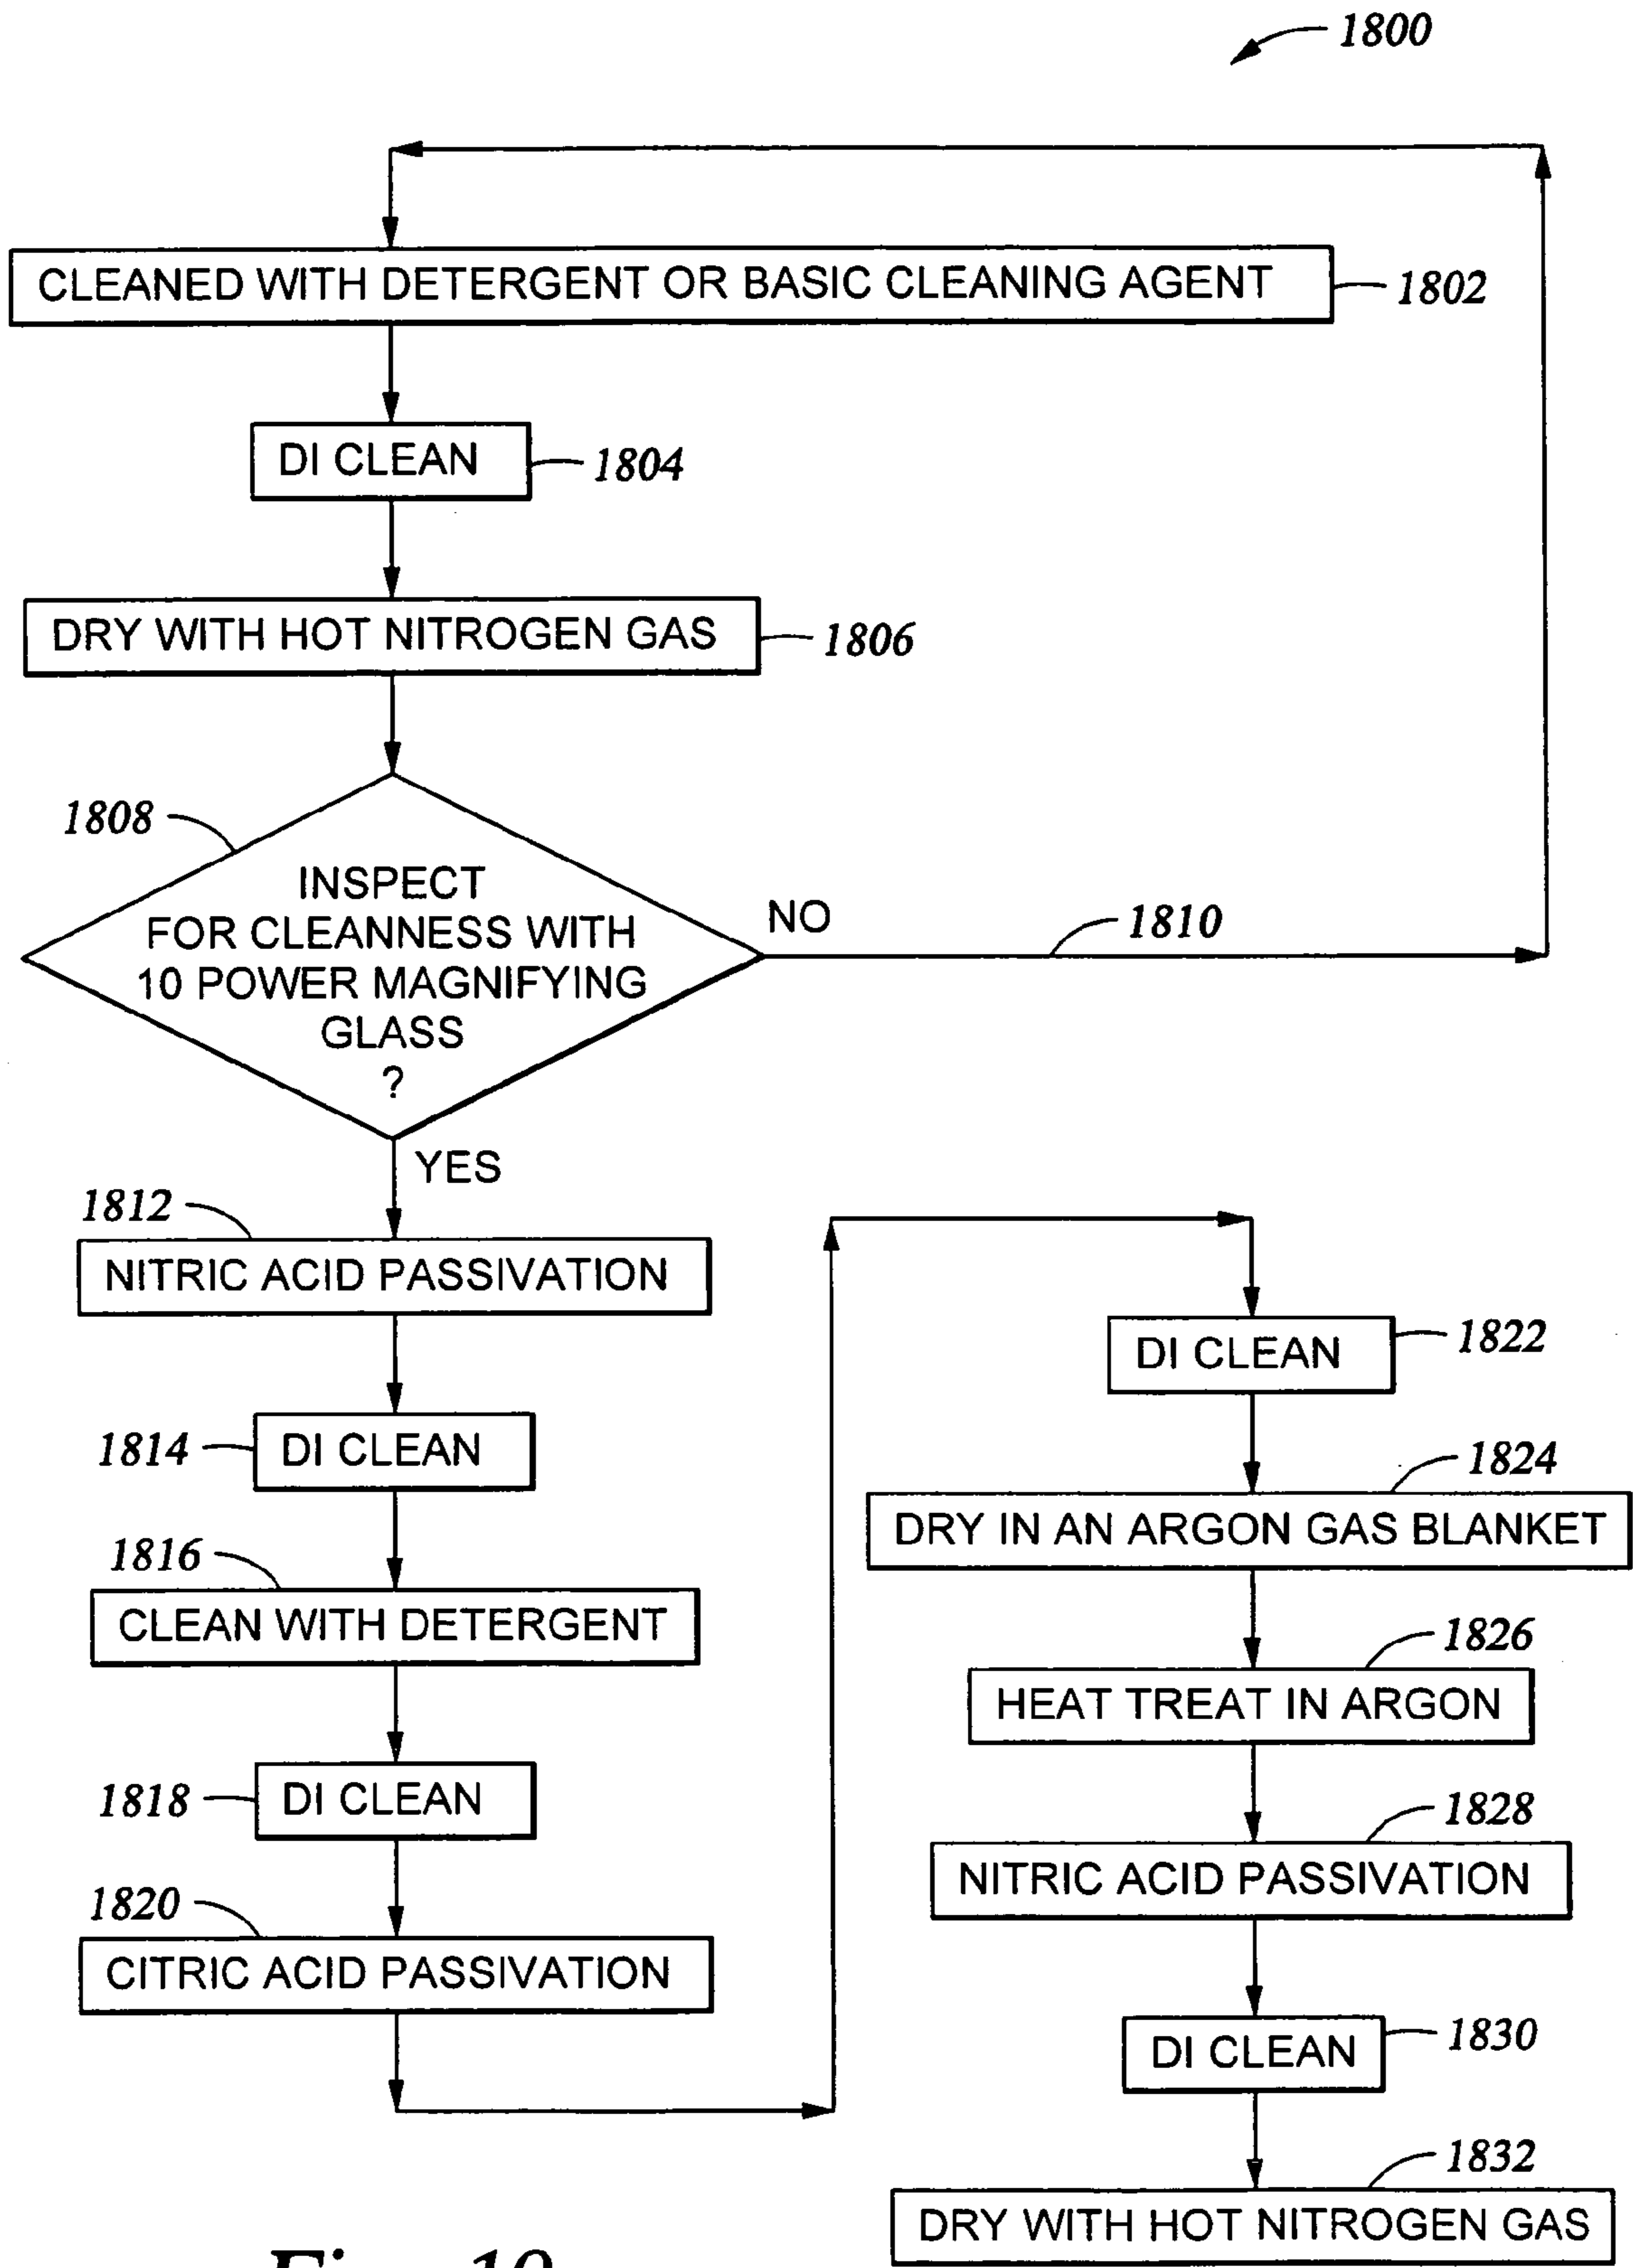 1800
CLEANED WITH DETERGENT OR BASIC CLEANING AGENT
1802
DI CLEAN
1804
DRY WITH HOT NITROGEN GAS
1806
1808
INSPECT
FOR CLEANNESS WITH
10 POWER MAGNIFYING
GLASS
?
NO
1810
YES
1812
NITRIC ACID PASSIVATION
1814
DI CLEAN
1816
CLEAN WITH DETERGENT
1818
DI CLEAN
1820
CITRIC ACID PASSIVATION
DI CLEAN
1822
1824
DRY IN AN ARGON GAS BLANKET
1826
HEAT TREAT IN ARGON
1828
NITRIC ACID PASSIVATION
DI CLEAN
1830
1832
DRY WITH HOT NITROGEN GAS